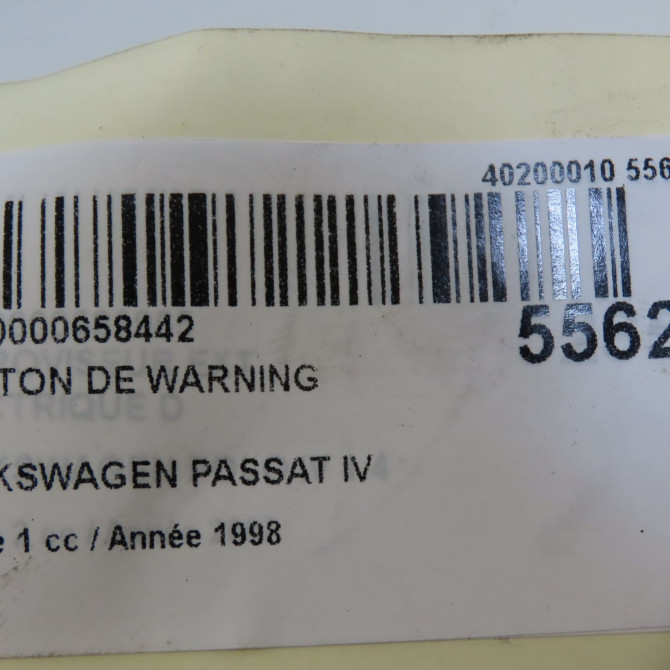 40200010 556
0000658442
5562
TON DE WARNING
KSWAGEN PASSAT IV
e 1 cc / Année 1998